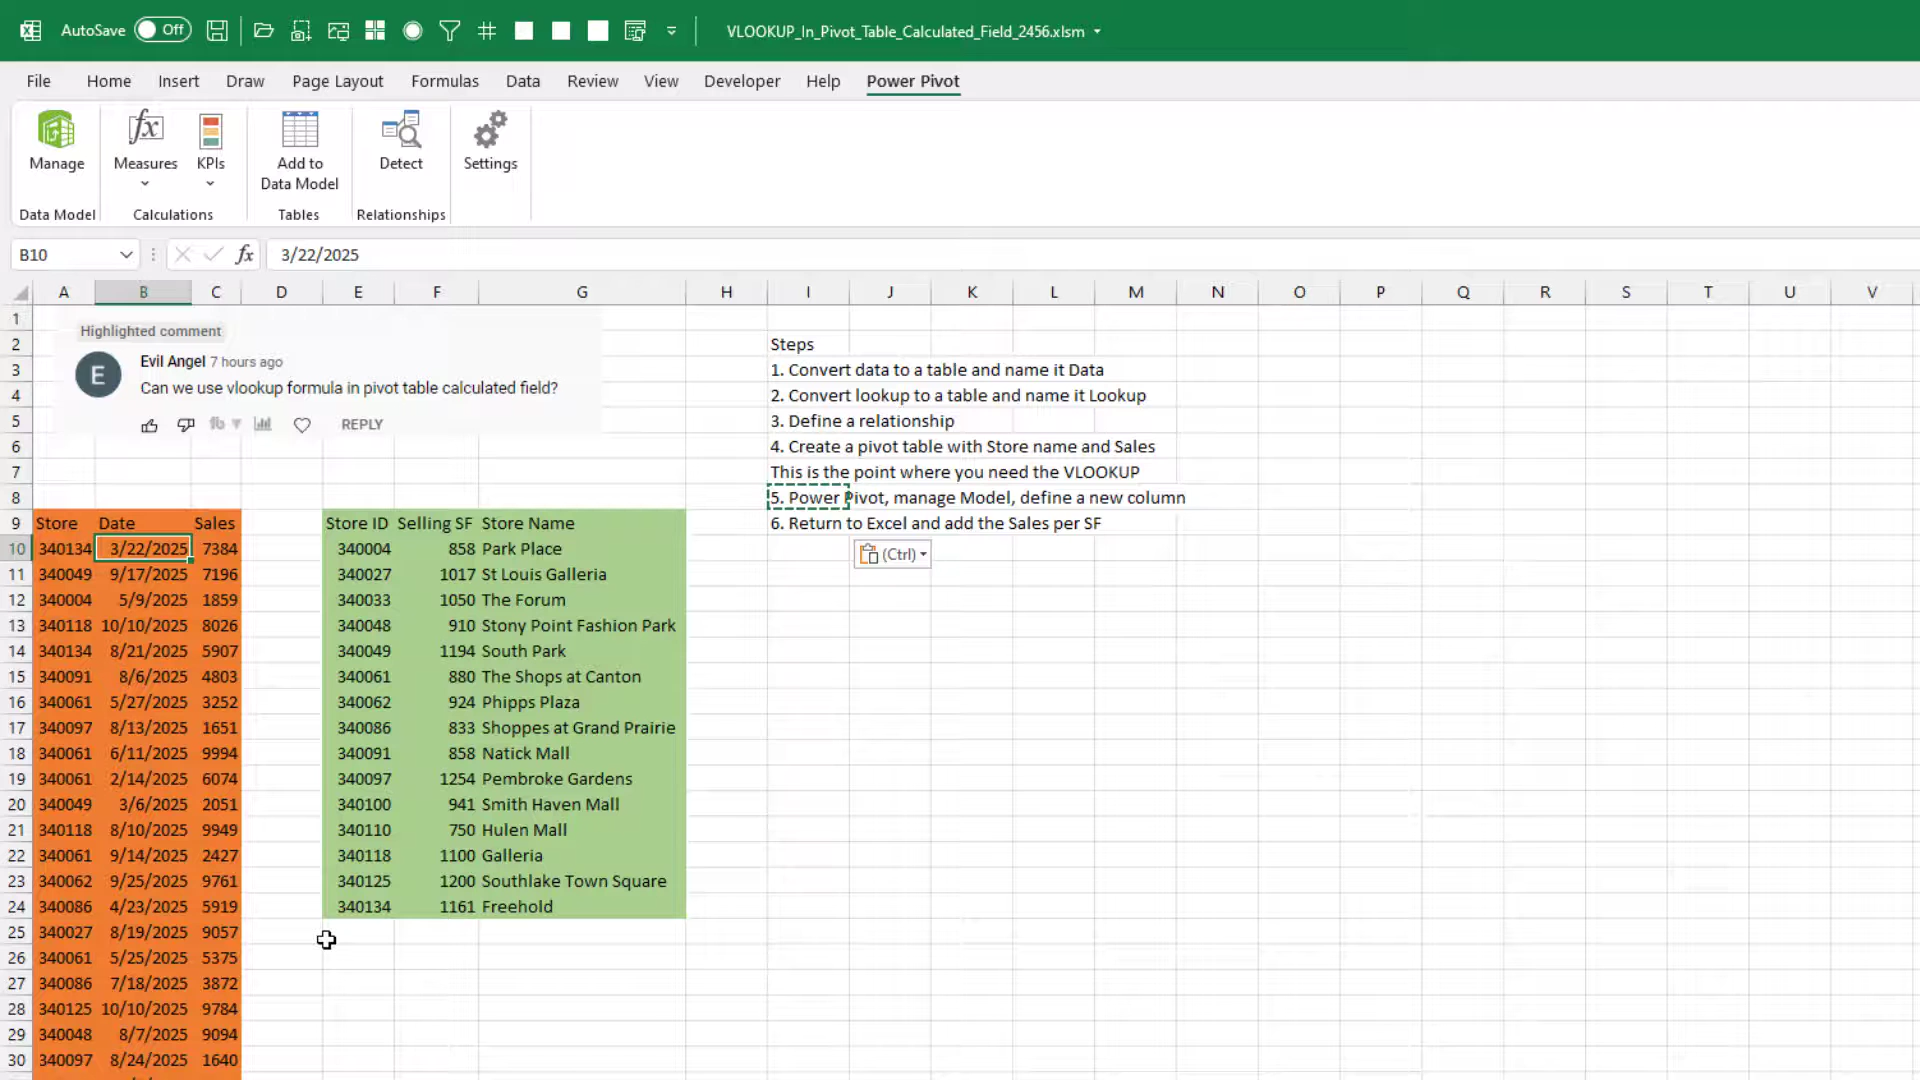 AutoSave Off VLOOKUP_In_Pivot_Table_Calculated_Field_2456.xlsm
File Home Insert Draw Page Layout Formulas Data Review View Developer Help Power Pivot
Manage Measures KPIs Add to Data Model Detect Settings
Data Model Calculations Tables Relationships
B10 fx 3/22/2025
A B C D E F G H I J K L M N O P Q R S T U V
1
Highlighted comment
E Evil Angel 7 hours ago
Can we use vlookup formula in pivot table calculated field?
REPLY
2 Steps
3 1. Convert data to a table and name it Data
4 2. Convert lookup to a table and name it Lookup
5 3. Define a relationship
6 4. Create a pivot table with Store name and Sales
7 This is the point where you need the VLOOKUP
8 5. Power Pivot, manage Model, define a new column
9 Store Date Sales Store ID Selling SF Store Name 6. Return to Excel and add the Sales per SF
10 340134 3/22/2025 7384 340004 858 Park Place (Ctrl)
11 340049 9/17/2025 7196 340027 1017 St Louis Galleria
12 340004 5/9/2025 1859 340033 1050 The Forum
13 340118 10/10/2025 8026 340048 910 Stony Point Fashion Park
14 340134 8/21/2025 5907 340049 1194 South Park
15 340091 8/6/2025 4803 340061 880 The Shops at Canton
16 340061 5/27/2025 3252 340062 924 Phipps Plaza
17 340097 8/13/2025 1651 340086 833 Shoppes at Grand Prairie
18 340061 6/11/2025 9994 340091 858 Natick Mall
19 340061 2/14/2025 6074 340097 1254 Pembroke Gardens
20 340049 3/6/2025 2051 340100 941 Smith Haven Mall
21 340118 8/10/2025 9949 340110 750 Hulen Mall
22 340061 9/14/2025 2427 340118 1100 Galleria
23 340062 9/25/2025 9761 340125 1200 Southlake Town Square
24 340086 4/23/2025 5919 340134 1161 Freehold
25 340027 8/19/2025 9057
26 340061 5/25/2025 5375
27 340086 7/18/2025 3872
28 340125 10/10/2025 9784
29 340048 8/7/2025 9094
30 340097 8/24/2025 1640